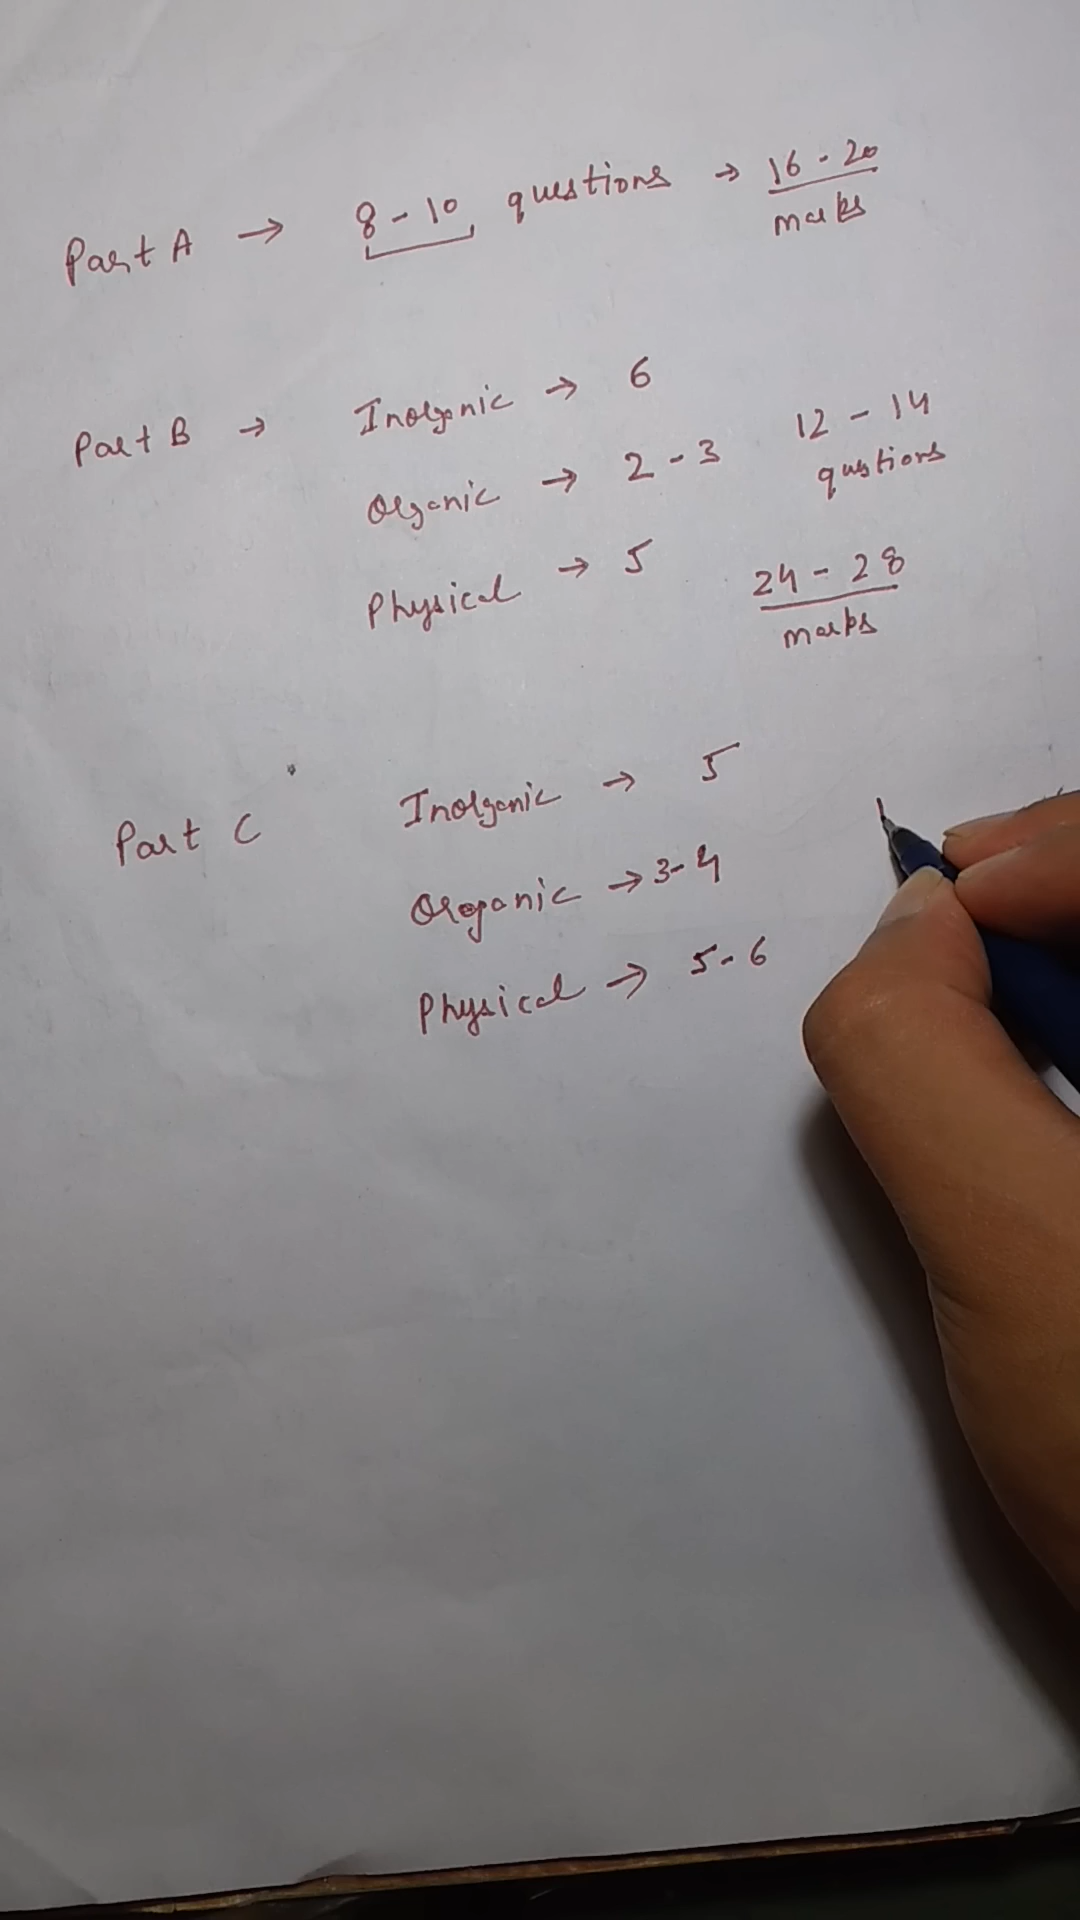 Part A → 8 - 10 questions → 16 - 20
marks
Part B → Inorganic → 6
12 - 14
Organic → 2 - 3
qustions
Physical → 5
24 - 28
marks
Part C Inorganic → 5
Organic → 3-4
Physical → 5-6